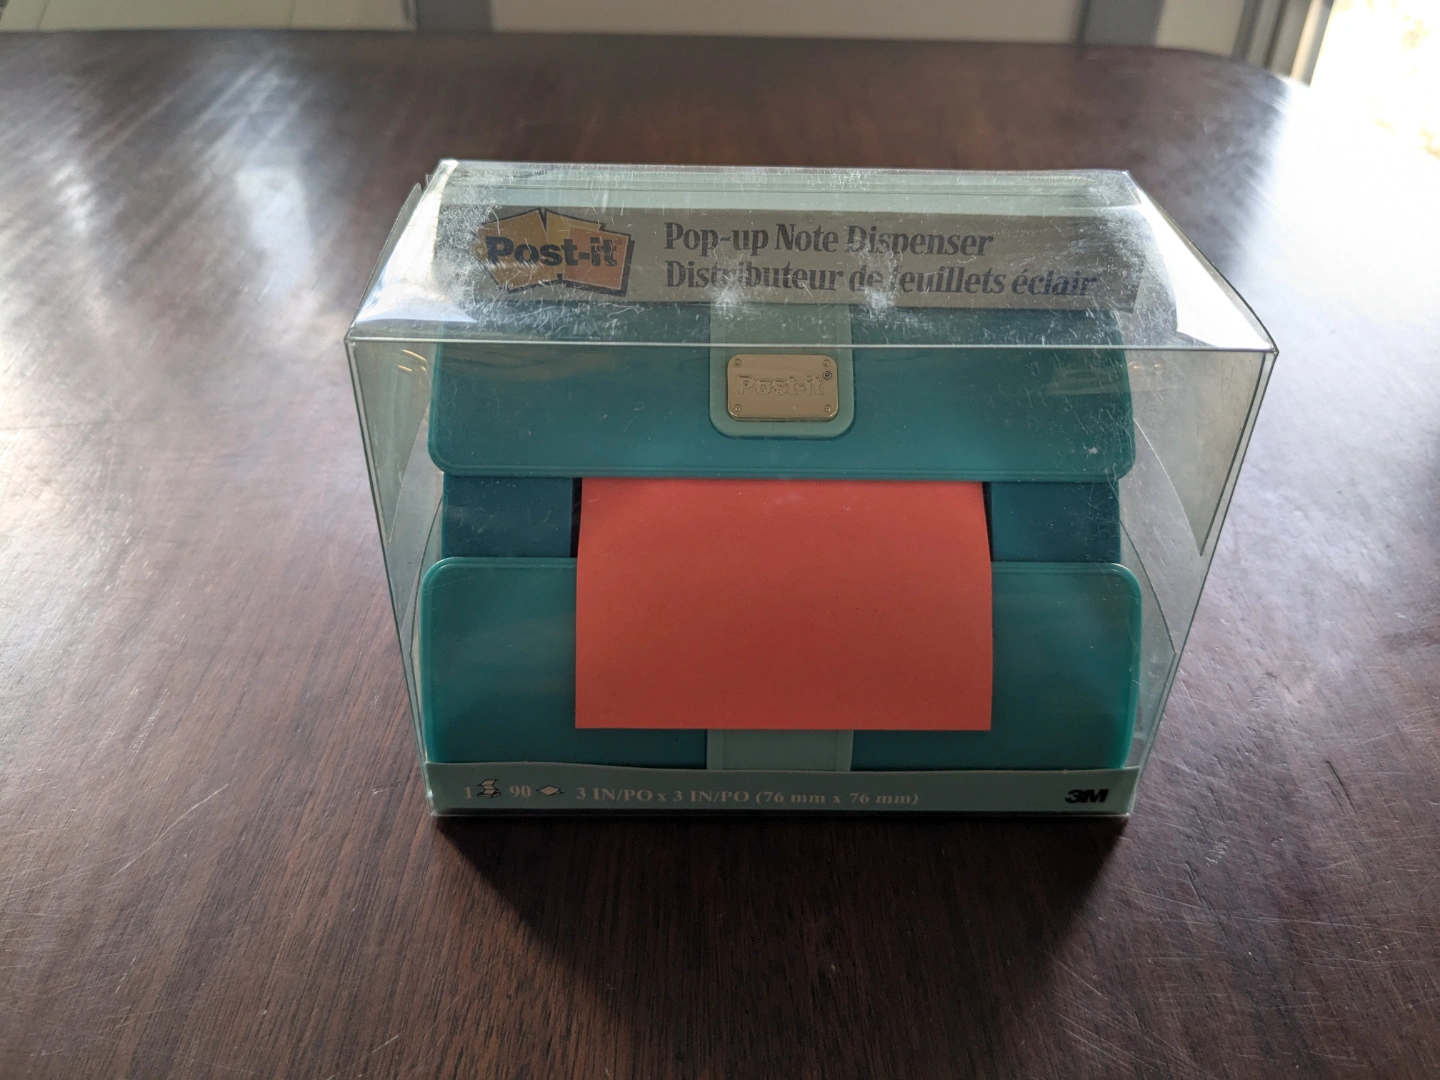 Post-it
Pop-up Note Dispenser
Distributeur de feuillets éclair
Post-it®
1 90 3 IN/PO x 3 IN/PO (76 mm x 76 mm)
3M